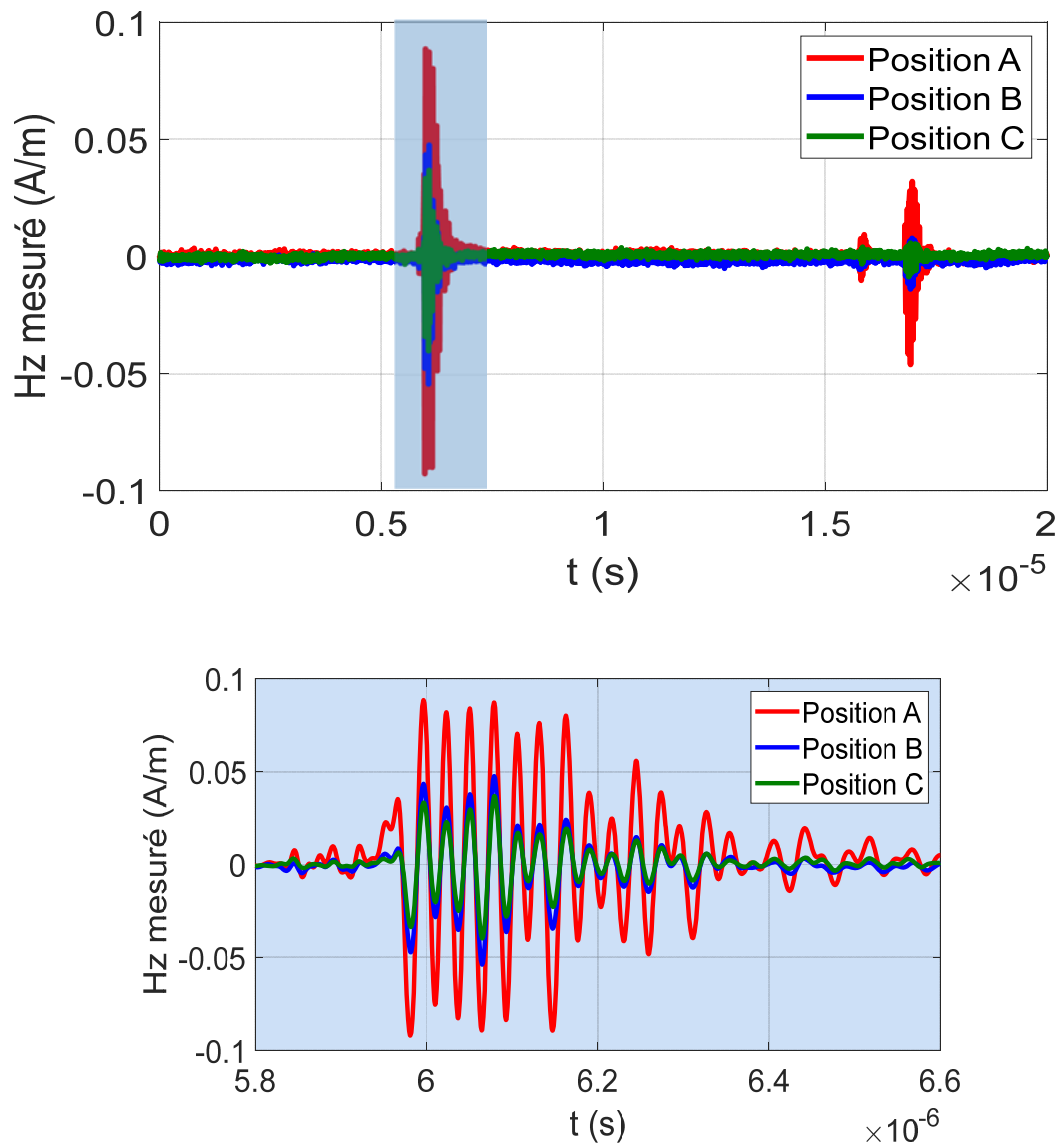 0.1
0.05
0
-0.05
-0.1
Hz mesuré (A/m)
Position A
Position B
Position C
0 0.5 1 1.5 2
t (s)
×10-5
0.1
0.05
0
-0.05
-0.1
Hz mesuré (A/m)
Position A
Position B
Position C
5.8 6 6.2 6.4 6.6
t (s)
×10-6